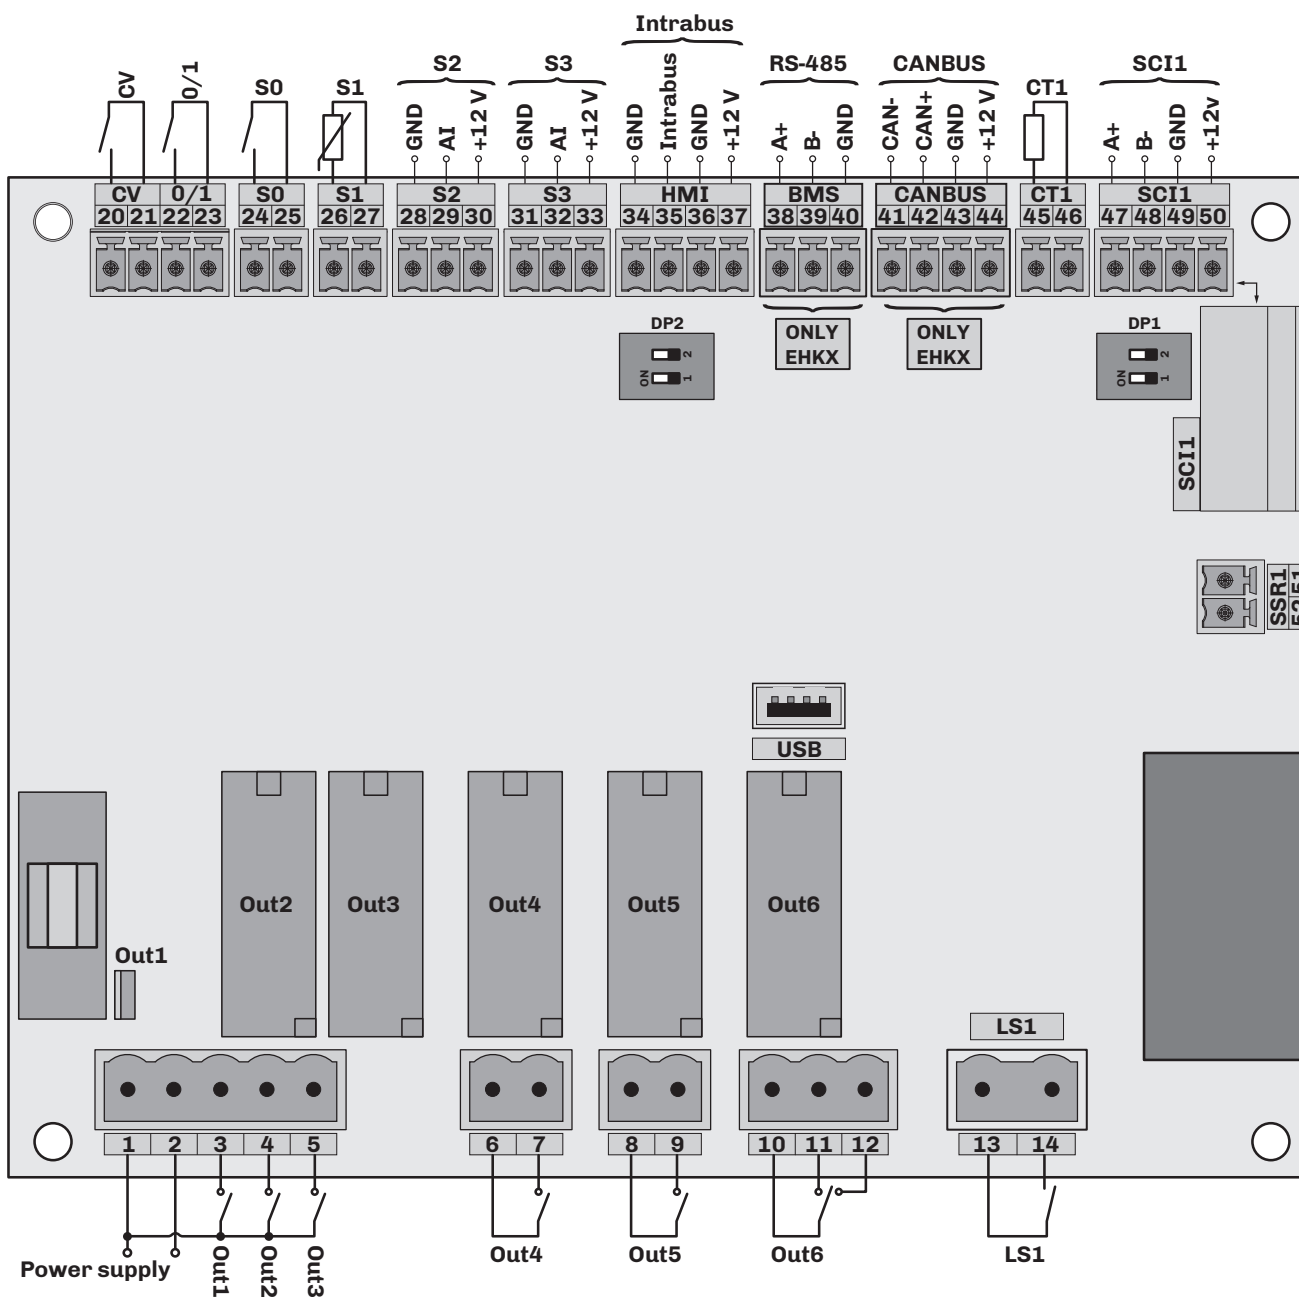 Intrabus
S2 S3 RS-485 CANBUS SCI1
CV 0/1 S0 S1 GND AI +12 V GND AI +12 V GND Intrabus GND +12 V A+ B- GND CAN- CAN+ GND +12 V CT1 A+ B- GND +12v
CV 0/1 S0 S1 S2 S3 HMI BMS CANBUS CT1 SCI1
20 21 22 23 24 25 26 27 28 29 30 31 32 33 34 35 36 37 38 39 40 41 42 43 44 45 46 47 48 49 50
DP2 ONLY ONLY DP1
EHKX EHKX
2 2
ON 1 ON 1
SCI1
SSR1
52 51
USB
Out2 Out3 Out4 Out5 Out6
Out1
LS1
1 2 3 4 5 6 7 8 9 10 11 12 13 14
Power supply Out1 Out2 Out3 Out4 Out5 Out6 LS1